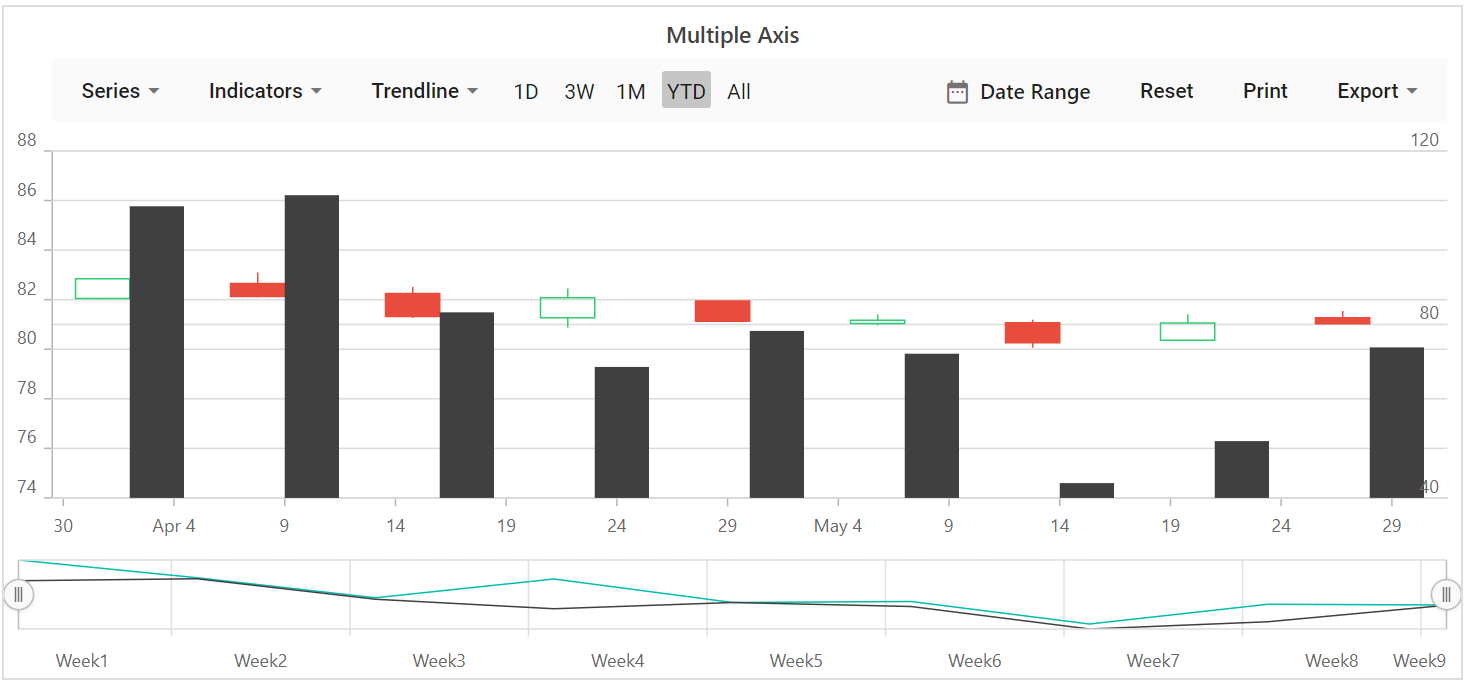 Multiple Axis
Series Indicators Trendline 1D 3W 1M YTD All Date Range Reset Print Export
88 120
86
84
82
80
80
78
76
74 40
30 Apr 4 9 14 19 24 29 May 4 9 14 19 24 29
Week1 Week2 Week3 Week4 Week5 Week6 Week7 Week8 Week9